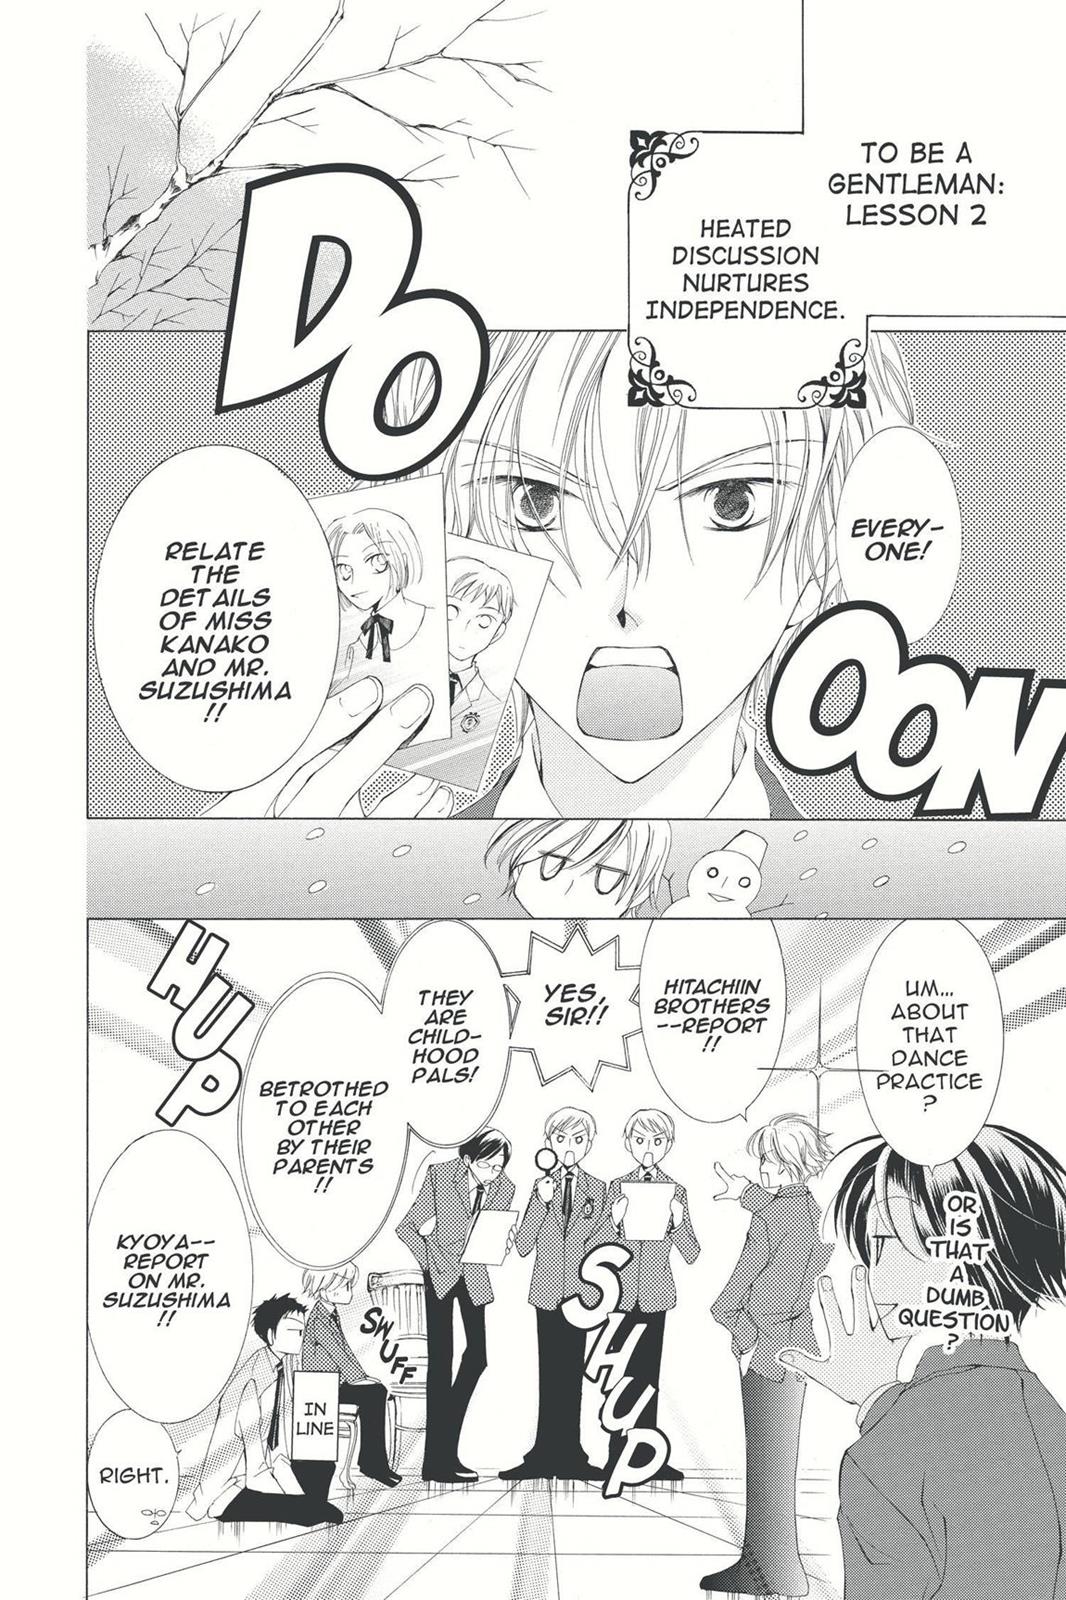 TO BE A
GENTLEMAN:
LESSON 2
HEATED
DISCUSSION
NURTURES
INDEPENDENCE.
DO
OON
EVERY-
ONE!
RELATE
THE
DETAILS
OF MISS
KANAKO
AND MR.
SUZUSHIMA
!!
UM...
ABOUT
THAT
DANCE
PRACTICE
?
OR
IS
THAT
A
DUMB
QUESTION
?
HITACHIIN
BROTHERS
--REPORT
!!
YES,
SIR!!
THEY
ARE
CHILD-
HOOD
PALS!
BETROTHED
TO EACH
OTHER
BY THEIR
PARENTS
!!
HUP
SHUP
SWUFF
KYOYA--
REPORT
ON MR.
SUZUSHIMA
!!
IN
LINE
RIGHT.